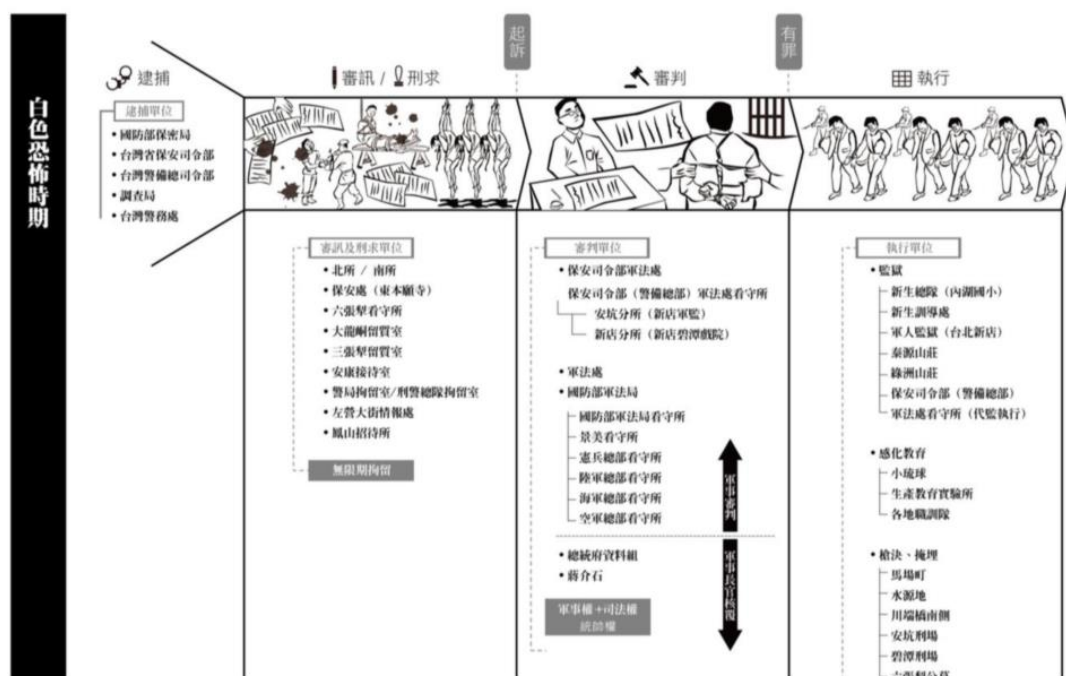 白色恐怖時期
逮捕
逮捕單位
• 國防部保密局
• 台灣省保安司令部
• 台灣警備總司令部
• 調查局
• 台灣警務處
審訊 / 刑求
審訊及刑求單位
• 北所 / 南所
• 保安處（東本願寺）
• 六張犁看守所
• 大龍峒留質室
• 三張犁留質室
• 安康接待室
• 警局拘留室/刑警總隊拘留室
• 左營大街情報處
• 鳳山招待所
無限期拘留
起訴
審判
審判單位
• 保安司令部軍法處
保安司令部（警備總部）軍法處看守所
安坑分所（新店軍監）
新店分所（新店碧潭戲院）
• 軍法處
• 國防部軍法局
國防部軍法局看守所
景美看守所
憲兵總部看守所
陸軍總部看守所
海軍總部看守所
空軍總部看守所
軍事審判
• 總統府資料組
• 蔣介石
軍事權+司法權
統帥權
軍事長官核覆
有罪
執行
執行單位
• 監獄
新生總隊（內湖國小）
新生訓導處
軍人監獄（台北新店）
泰源山莊
綠洲山莊
保安司令部（警備總部）
軍法處看守所（代監執行）
• 感化教育
小琉球
生產教育實驗所
各地職訓隊
• 槍決、掩埋
馬場町
水源地
川端橋南側
安坑刑場
碧潭刑場
六張犁公墓